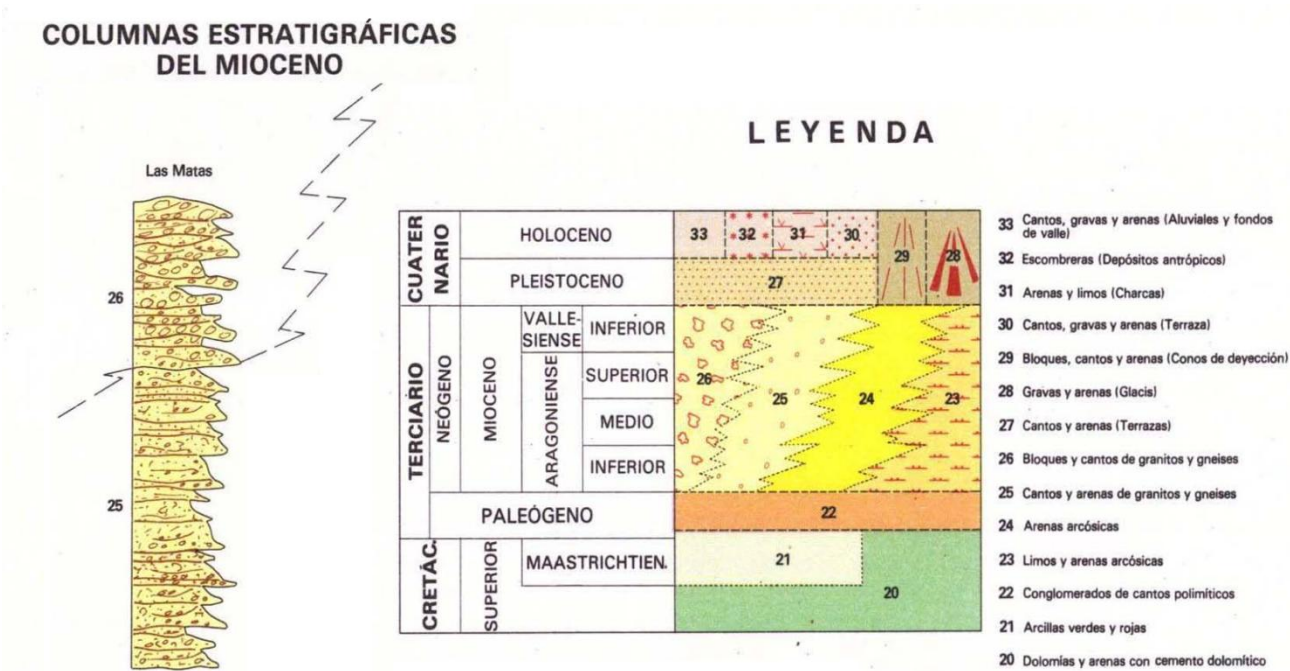 COLUMNAS ESTRATIGRÁFICAS
DEL MIOCENO
Las Matas
26
25
LEYENDA
CUATER
NARIO
HOLOCENO
PLEISTOCENO
33
32
31
30
29
28
27
TERCIARIO
NEÓGENO
MIOCENO
VALLE-
SIENSE
INFERIOR
ARAGONIENSE
SUPERIOR
MEDIO
INFERIOR
26
25
24
23
PALEÓGENO
22
CRETÁC.
SUPERIOR
MAASTRICHTIEN.
21
20
33 Cantos, gravas y arenas (Aluviales y fondos
de valle)
32 Escombreras (Depósitos antrópicos)
31 Arenas y limos (Charcas)
30 Cantos, gravas y arenas (Terraza)
29 Bloques, cantos y arenas (Conos de deyección)
28 Gravas y arenas (Glacis)
27 Cantos y arenas (Terrazas)
26 Bloques y cantos de granitos y gneises
25 Cantos y arenas de granitos y gneises
24 Arenas arcósicas
23 Limos y arenas arcósicas
22 Conglomerados de cantos polimíticos
21 Arcillas verdes y rojas
20 Dolomías y arenas con cemento dolomítico